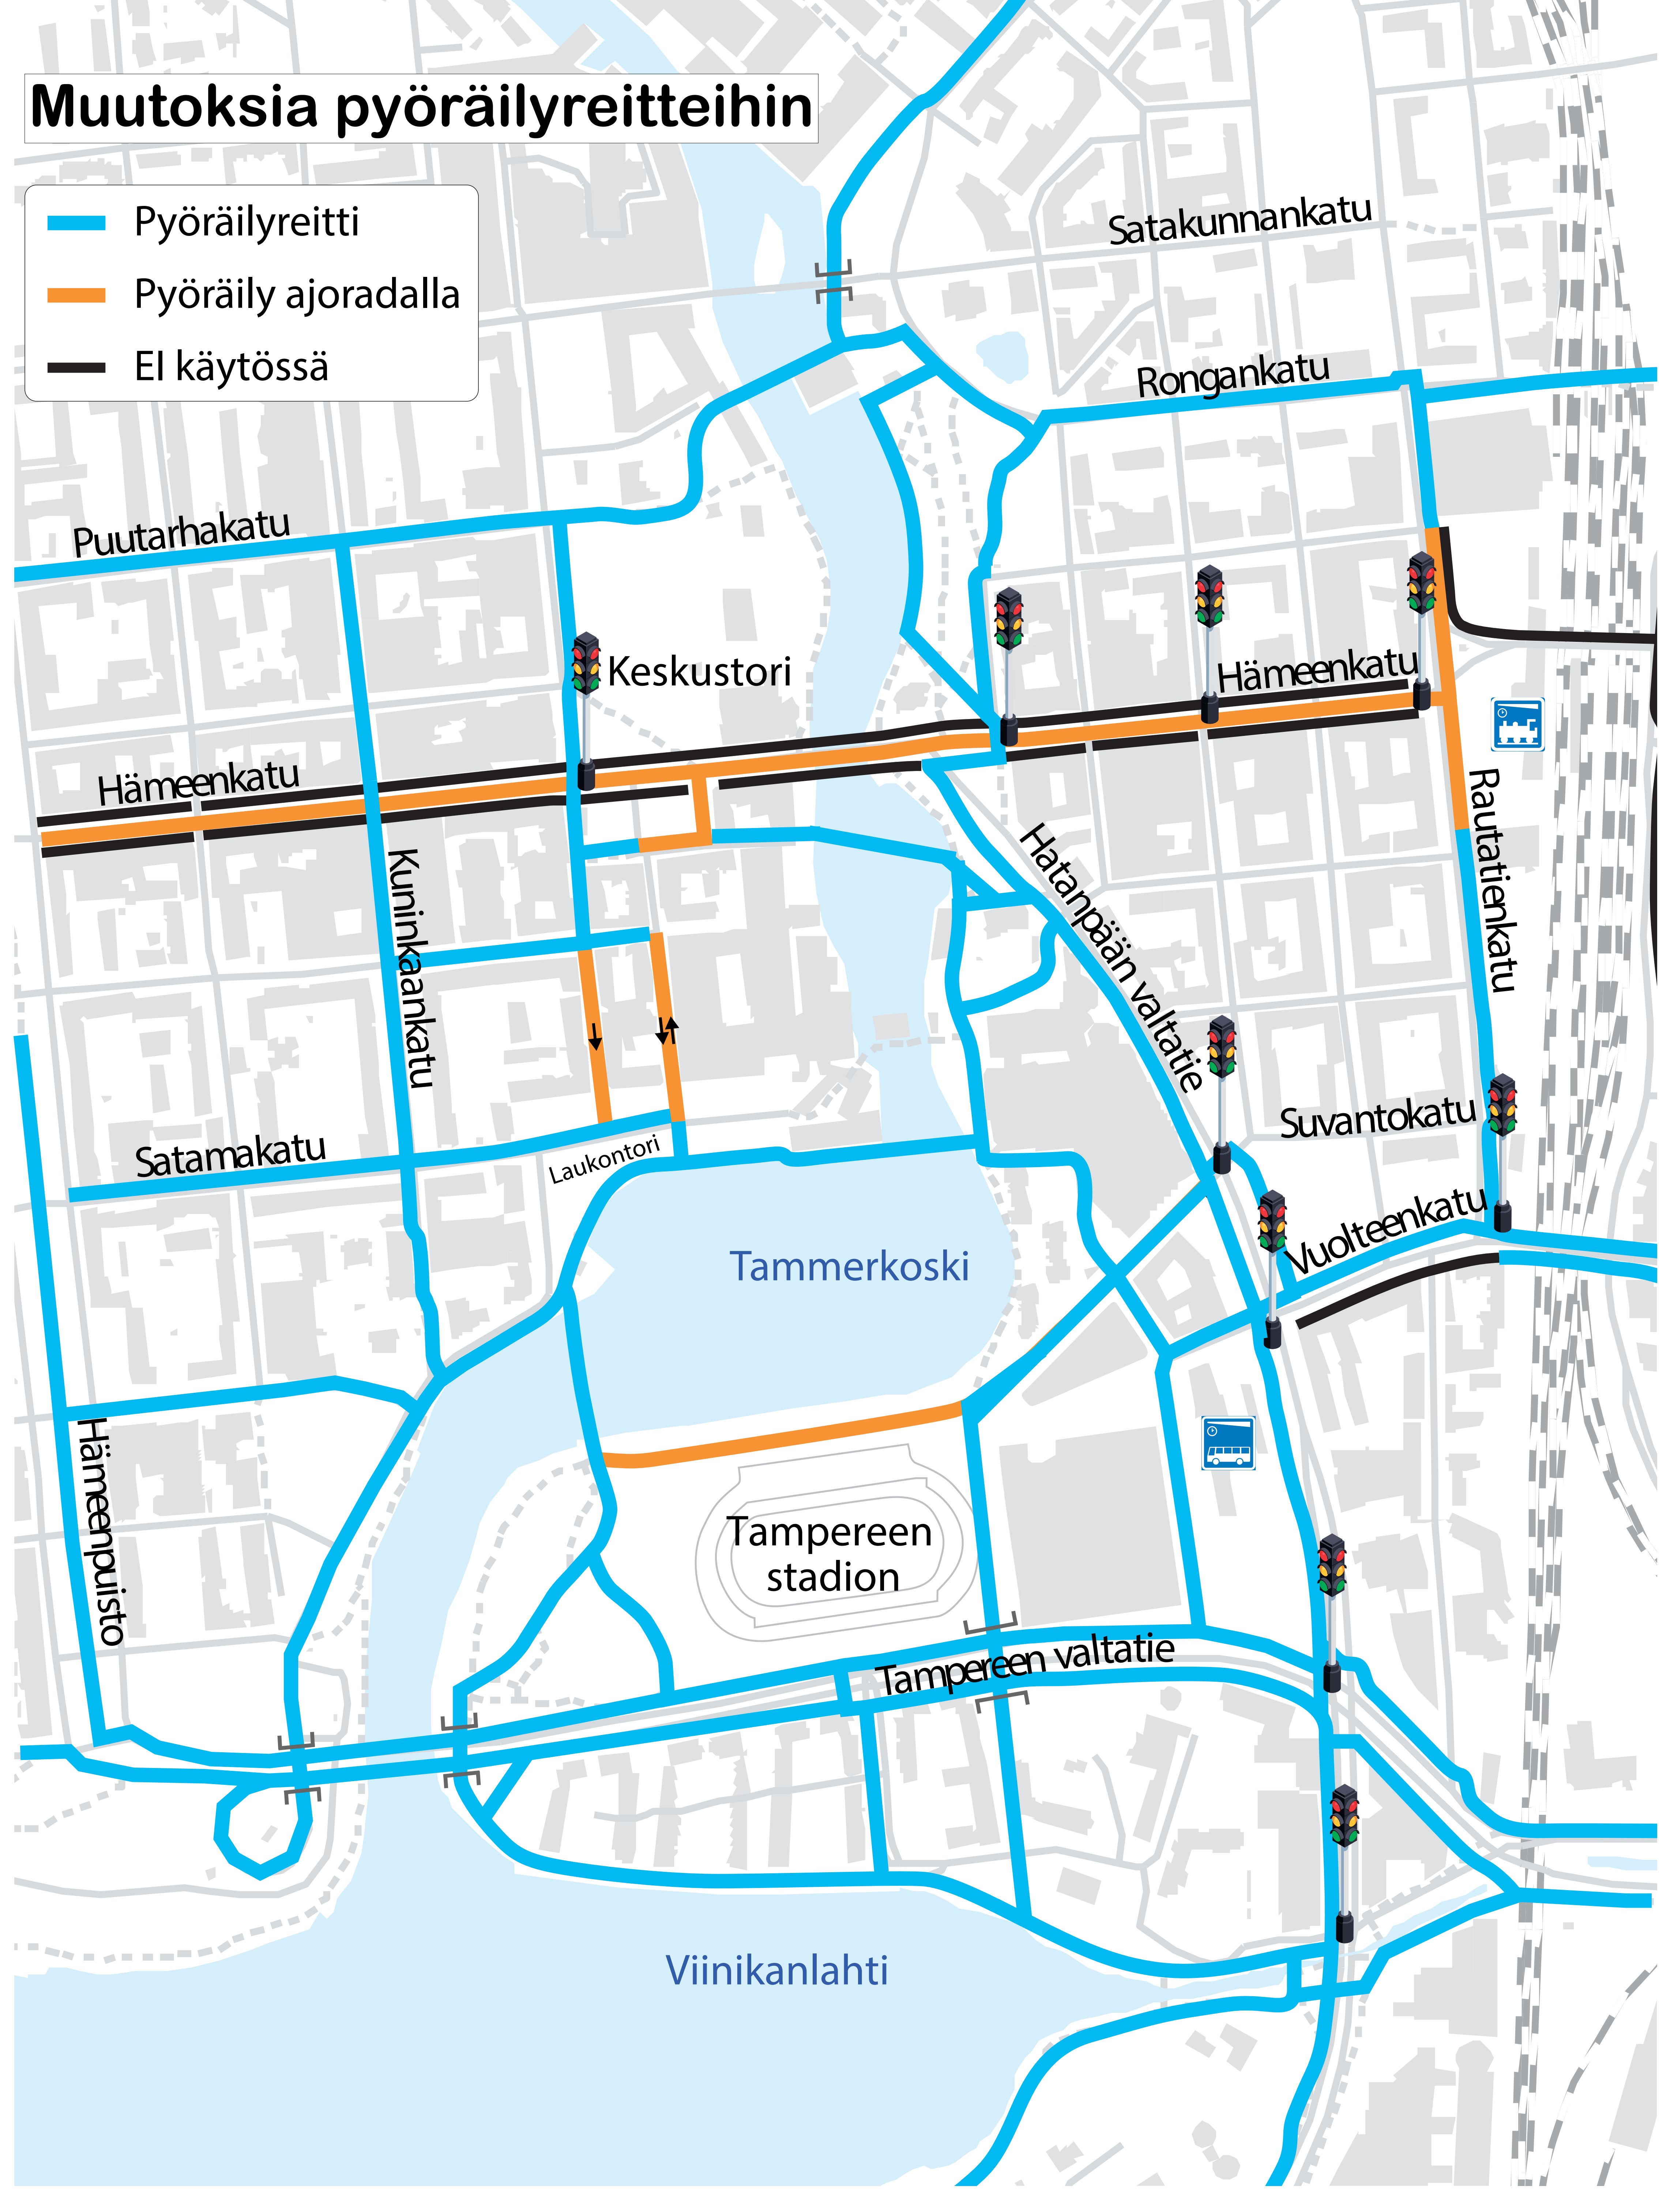 Muutoksia pyöräilyreitteihin
Pyöräilyreitti
Pyöräily ajoradalla
EI käytössä
Satakunnankatu
Rongankatu
Puutarhakatu
Keskustori
Hämeenkatu
Hämeenkatu
Rautatienkatu
Kuninkaankatu
Hatanpään valtatie
Suvantokatu
Satamakatu
Laukontori
Vuolteenkatu
Tammerkoski
Hämeenpuisto
Tampereen
stadion
Tampereen valtatie
Viinikanlahti